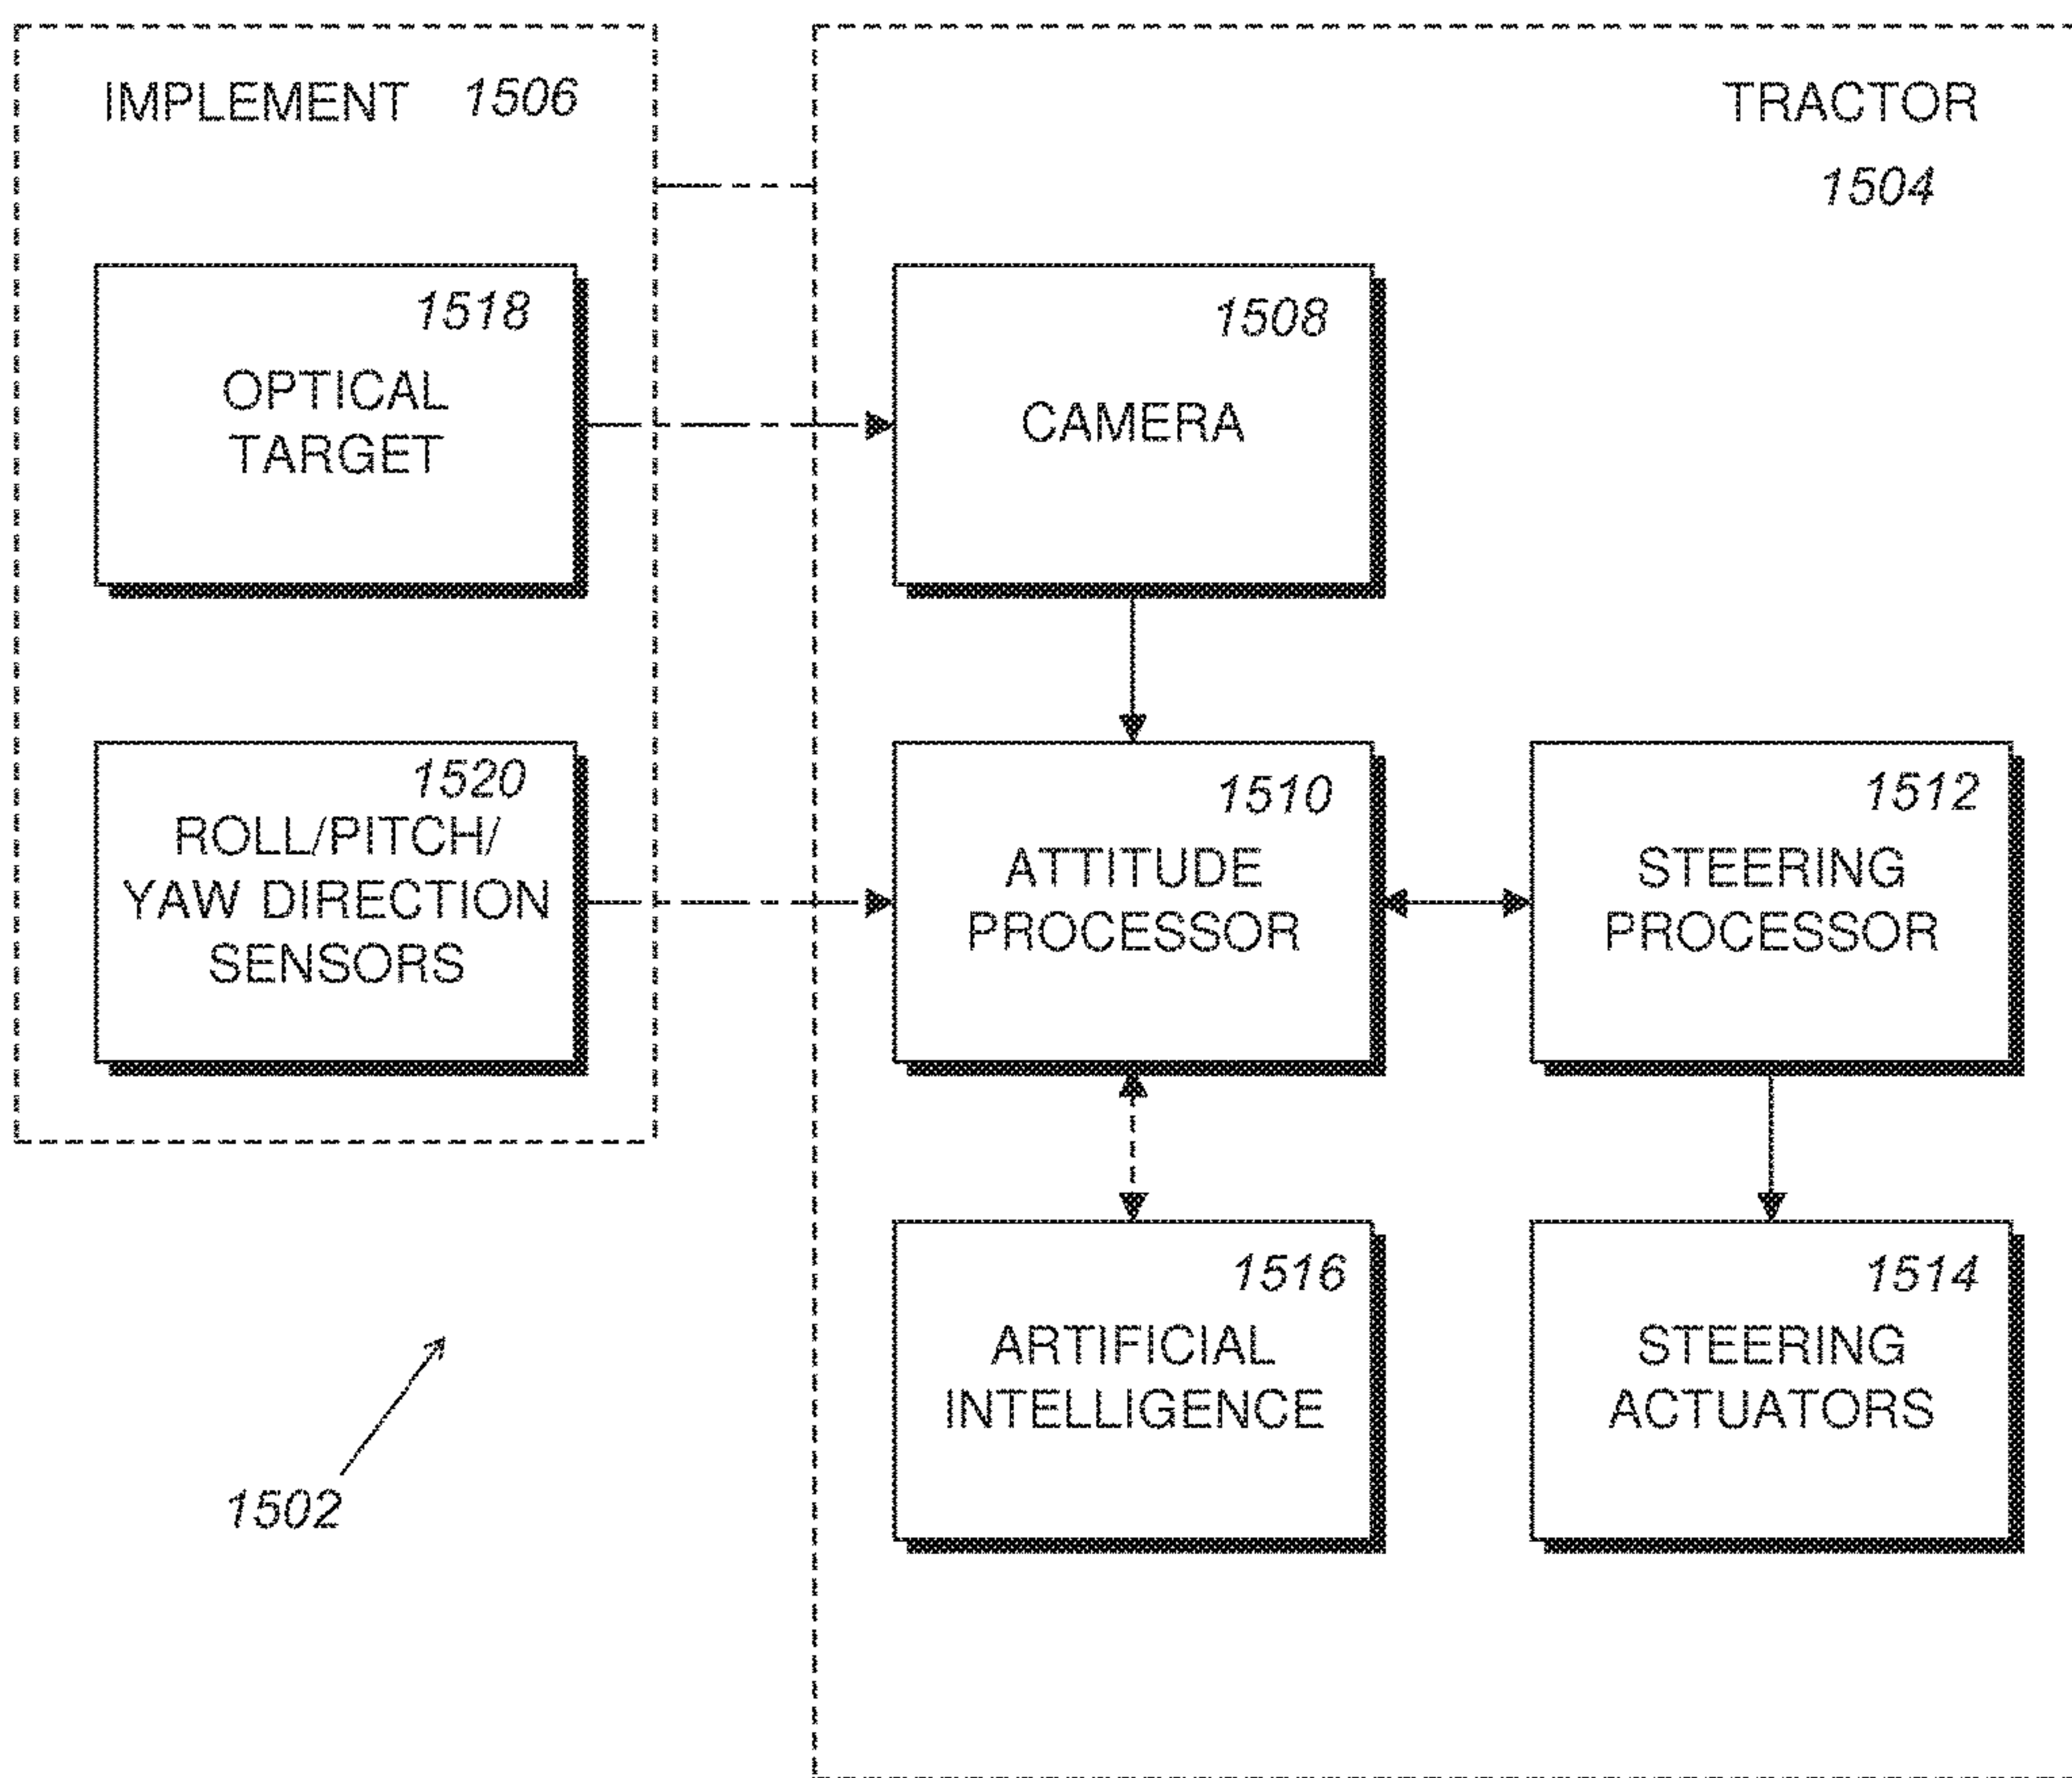 IMPLEMENT 1506
TRACTOR
1504
1518
OPTICAL
TARGET
1508
CAMERA
1520
ROLL/PITCH/
YAW DIRECTION
SENSORS
1510
ATTITUDE
PROCESSOR
1512
STEERING
PROCESSOR
1516
ARTIFICIAL
INTELLIGENCE
1514
STEERING
ACTUATORS
1502